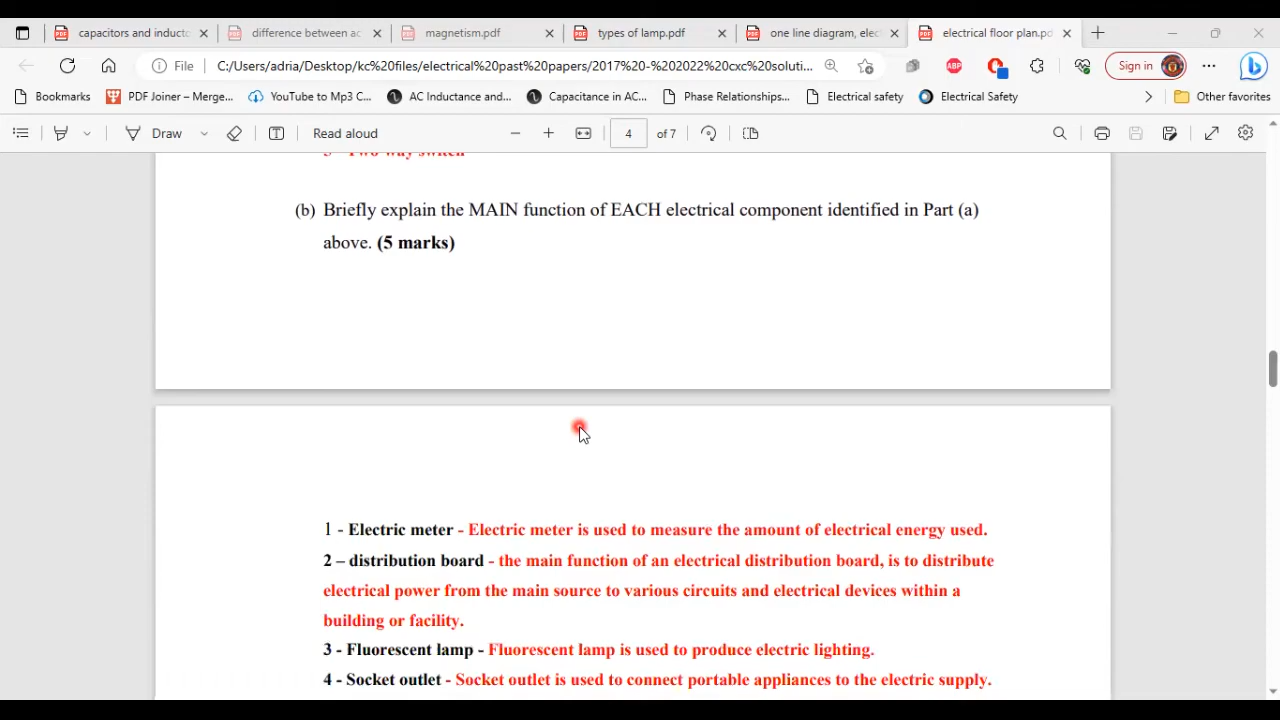 capacitors and inducto
difference between ac
magnetism.pdf
types of lamp.pdf
one line diagram, elec
electrical floor plan.pd
File
C:/Users/adria/Desktop/kc%20files/electrical%20past%20papers/2017%20-%202022%20cxc%20soluti...
ABP
Sign in
Bookmarks
PDF Joiner – Merge...
YouTube to Mp3 C...
AC Inductance and...
Capacitance in AC...
Phase Relationships...
Electrical safety
Electrical Safety
Other favorites
Draw
Read aloud
4
of 7
5 - Two way switch
(b) Briefly explain the MAIN function of EACH electrical component identified in Part (a)
above. (5 marks)
1 - Electric meter - Electric meter is used to measure the amount of electrical energy used.
2 – distribution board - the main function of an electrical distribution board, is to distribute
electrical power from the main source to various circuits and electrical devices within a
building or facility.
3 - Fluorescent lamp - Fluorescent lamp is used to produce electric lighting.
4 - Socket outlet - Socket outlet is used to connect portable appliances to the electric supply.